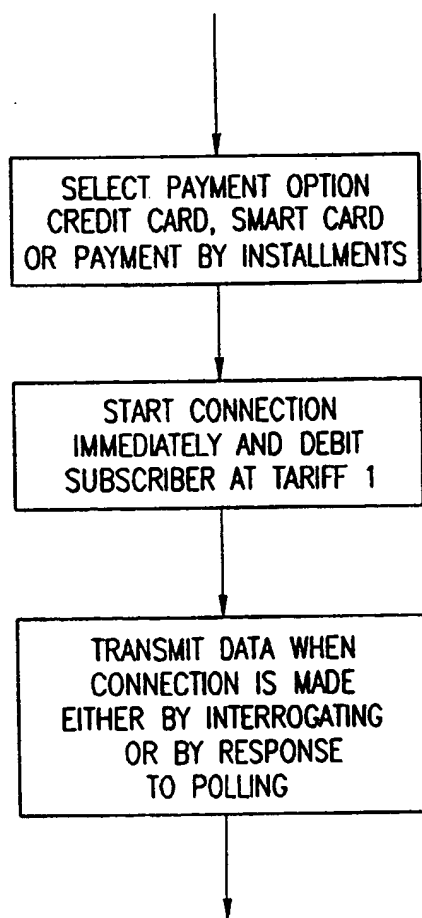 SELECT PAYMENT OPTION
CREDIT CARD, SMART CARD
OR PAYMENT BY INSTALLMENTS
START CONNECTION
IMMEDIATELY AND DEBIT
SUBSCRIBER AT TARIFF 1
TRANSMIT DATA WHEN
CONNECTION IS MADE
EITHER BY INTERROGATING
OR BY RESPONSE
TO POLLING